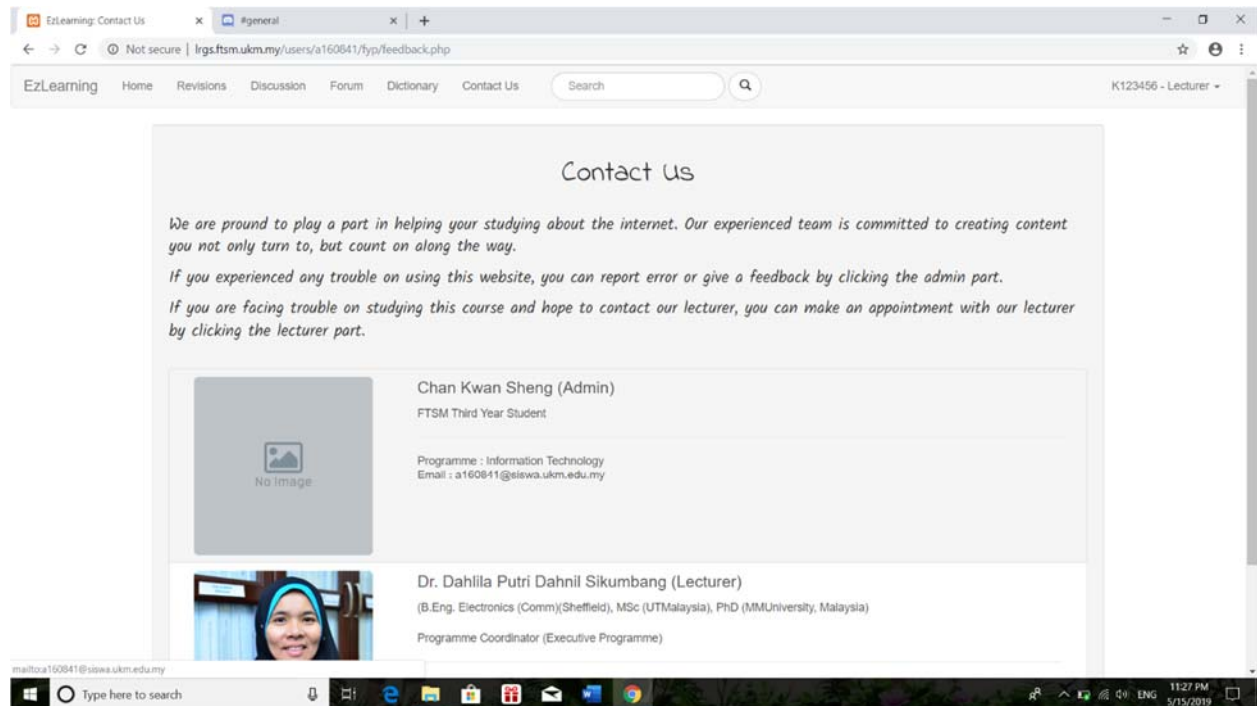 EzLearning: Contact Us
#general
Not secure | lrgs.ftsm.ukm.my/users/a160841/fyp/feedback.php
EzLearning Home Revisions Discussion Forum Dictionary Contact Us Search K123456 - Lecturer
Contact Us
We are pround to play a part in helping your studying about the internet. Our experienced team is committed to creating content
you not only turn to, but count on along the way.
If you experienced any trouble on using this website, you can report error or give a feedback by clicking the admin part.
If you are facing trouble on studying this course and hope to contact our lecturer, you can make an appointment with our lecturer
by clicking the lecturer part.
Chan Kwan Sheng (Admin)
FTSM Third Year Student
Programme : Information Technology
Email : a160841@siswa.ukm.edu.my
No Image
Dr. Dahlila Putri Dahnil Sikumbang (Lecturer)
(B.Eng. Electronics (Comm)(Sheffield), MSc (UTMalaysia), PhD (MMUniversity, Malaysia)
Programme Coordinator (Executive Programme)
mailto:a160841@siswa.ukm.edu.my
Type here to search
ENG
11:27 PM
5/15/2019